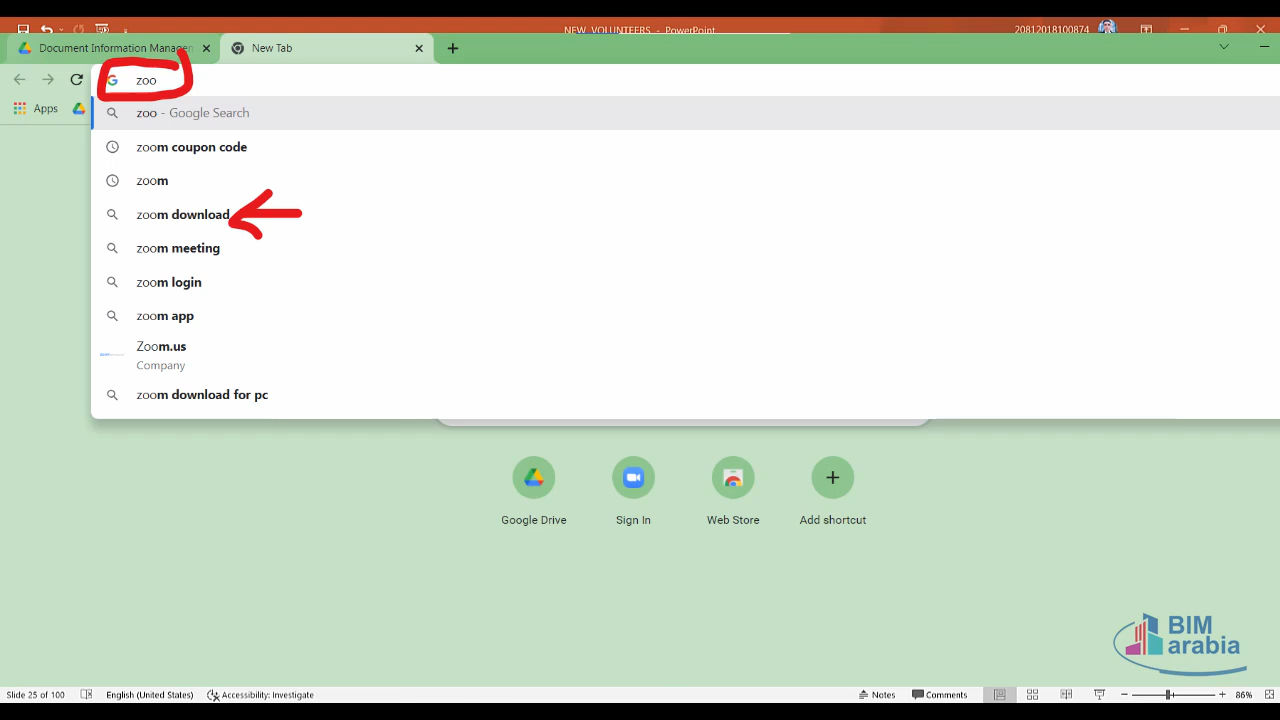 NEW_VOLUNTEERS - PowerPoint
20812018100874
Document Information Managem
New Tab
zoo
Apps
zoo - Google Search
zoom coupon code
zoom
zoom download
zoom meeting
zoom login
zoom app
Zoom.us
Company
zoom download for pc
Google Drive
Sign In
Web Store
Add shortcut
BIM
arabia
Slide 25 of 100
English (United States)
Accessibility: Investigate
Notes
Comments
86%